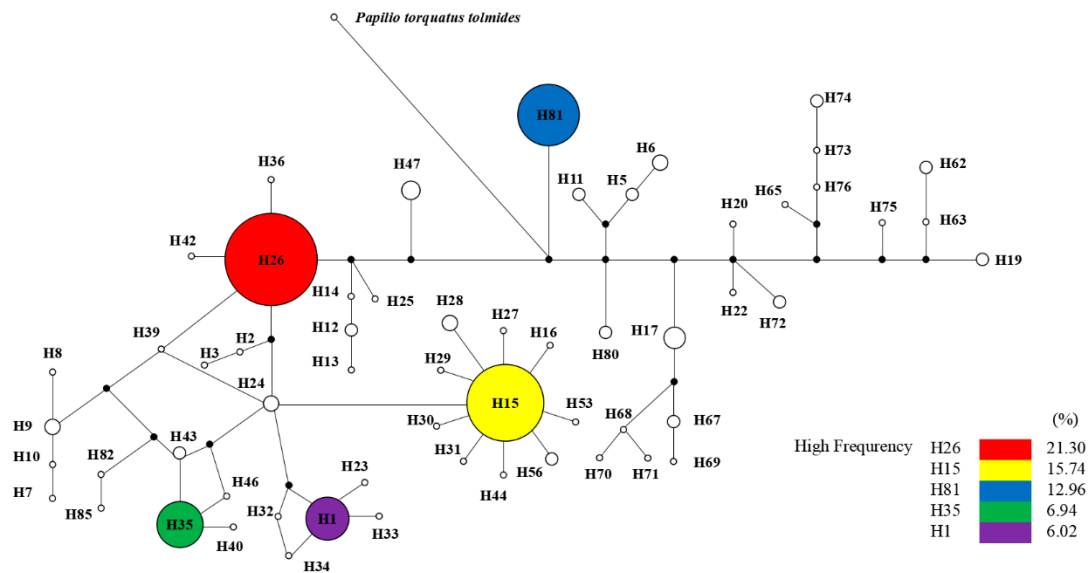 Papilio torquatus tolmides
H81
H74
H6
H73
H36
H47
H11
H5
H62
H76
H65
H20
H75
H42
H63
H26
H19
H14
H25
H28
H27
H22
H72
H39
H12
H16
H17
H2
H3
H13
H80
H8
H29
H24
H15
H53
H9
H30
H68
H67
(%)
H43
H31
High Frequrency
H26
21.30
H10
H82
H56
H70
H71
H69
H15
15.74
H23
H44
H7
H46
H81
12.96
H85
H32
H35
H1
H33
H35
6.94
H40
H1
6.02
H34